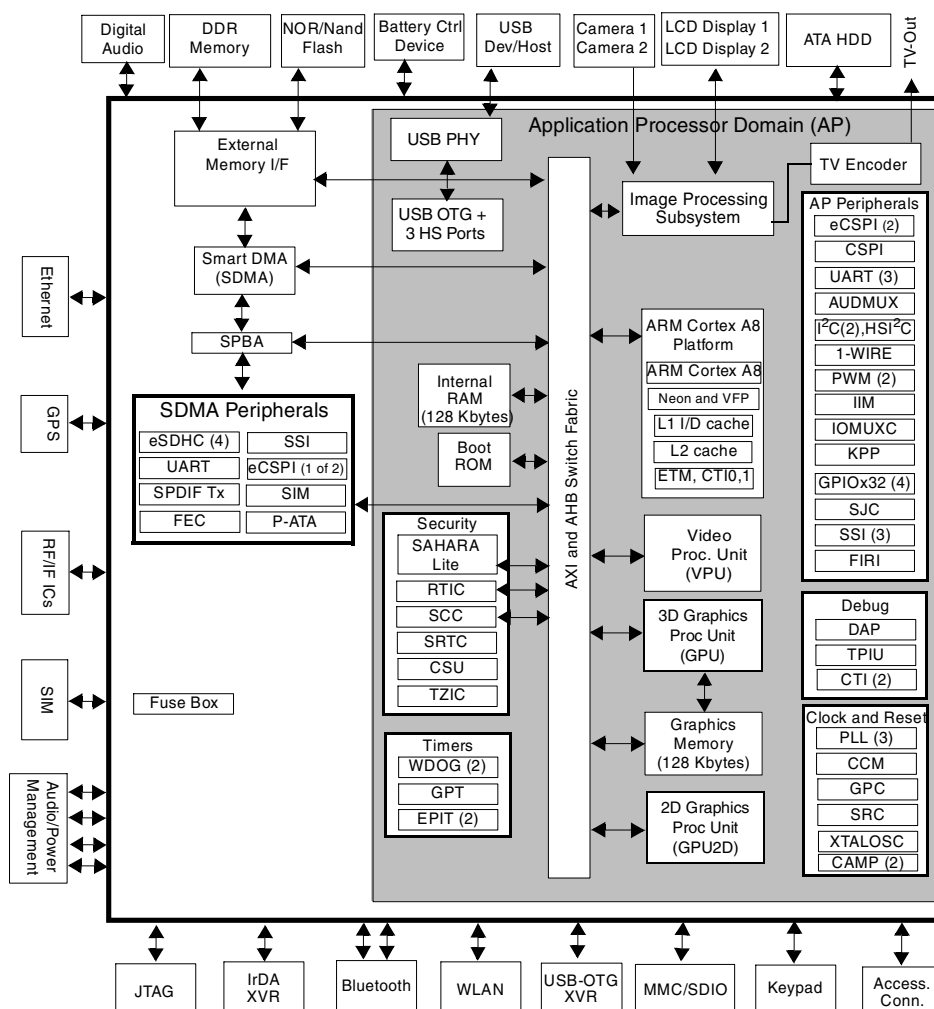 Digital
Audio
DDR
Memory
NOR/Nand
Flash
Battery Ctrl
Device
USB
Dev/Host
Camera 1
Camera 2
LCD Display 1
LCD Display 2
ATA HDD
TV-Out
Application Processor Domain (AP)
External
Memory I/F
USB PHY
USB OTG +
3 HS Ports
Image Processing
Subsystem
TV Encoder
Smart DMA
(SDMA)
SPBA
SDMA Peripherals
eSDHC (4)
SSI
UART
eCSPI (1 of 2)
SPDIF Tx
SIM
FEC
P-ATA
Fuse Box
Internal
RAM
(128 Kbytes)
Boot
ROM
Security
SAHARA
Lite
RTIC
SCC
SRTC
CSU
TZIC
Timers
WDOG (2)
GPT
EPIT (2)
AXI and AHB Switch Fabric
ARM Cortex A8
Platform
ARM Cortex A8
Neon and VFP
L1 I/D cache
L2 cache
ETM, CTI0,1
Video
Proc. Unit
(VPU)
3D Graphics
Proc Unit
(GPU)
Graphics
Memory
(128 Kbytes)
2D Graphics
Proc Unit
(GPU2D)
AP Peripherals
eCSPI (2)
CSPI
UART (3)
AUDMUX
I²C(2),HSI²C
1-WIRE
PWM (2)
IIM
IOMUXC
KPP
GPIOx32 (4)
SJC
SSI (3)
FIRI
Debug
DAP
TPIU
CTI (2)
Clock and Reset
PLL (3)
CCM
GPC
SRC
XTALOSC
CAMP (2)
Ethernet
GPS
RF/IF ICs
SIM
Audio/Power
Management
JTAG
IrDA
XVR
Bluetooth
WLAN
USB-OTG
XVR
MMC/SDIO
Keypad
Access.
Conn.